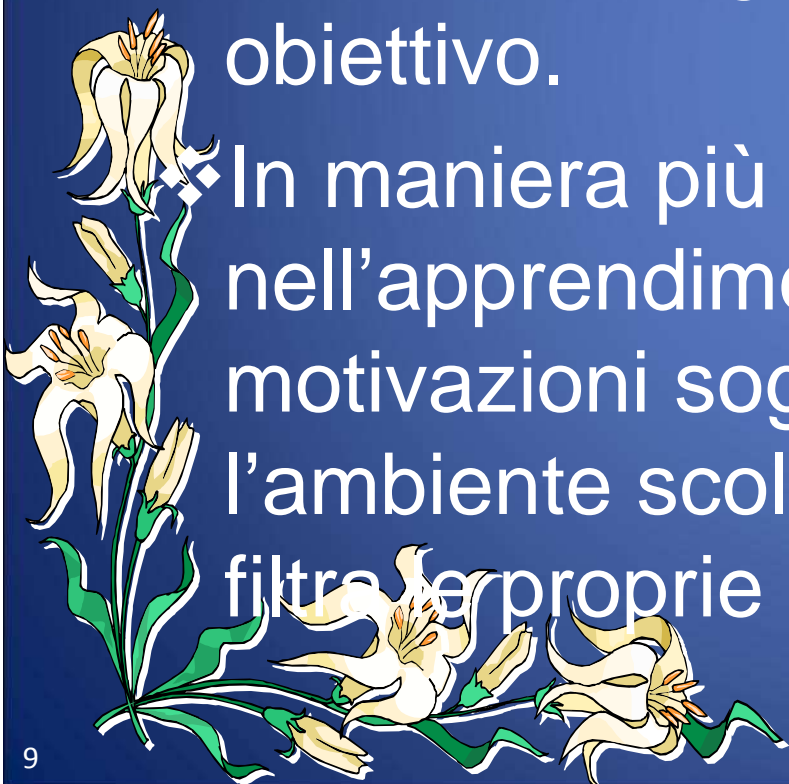 obiettivo.
❖In maniera più
nell’apprendim
motivazioni sog
l’ambiente scol
filtra le proprie
9